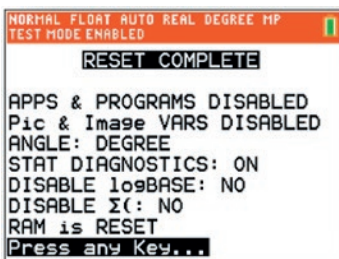 NORMAL FLOAT AUTO REAL DEGREE MP
TEST MODE ENABLED
RESET COMPLETE
APPS & PROGRAMS DISABLED
Pic & Image VARS DISABLED
ANGLE: DEGREE
STAT DIAGNOSTICS: ON
DISABLE logBASE: NO
DISABLE Σ(: NO
RAM is RESET
Press any Key...